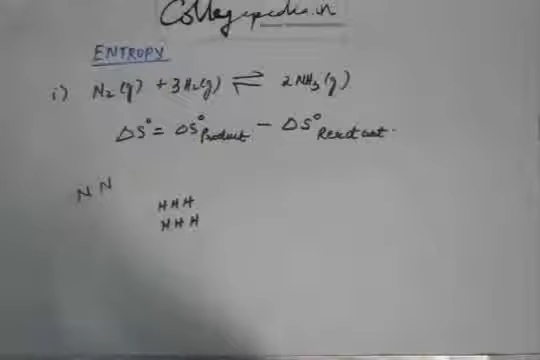 Collegepedia.in
ENTROPY
i) N₂(g) + 3H₂(g) ⇌ 2NH₃(g)
ΔS° = ΔS°Product - ΔS°Reactant.
N N
H H H
H H H